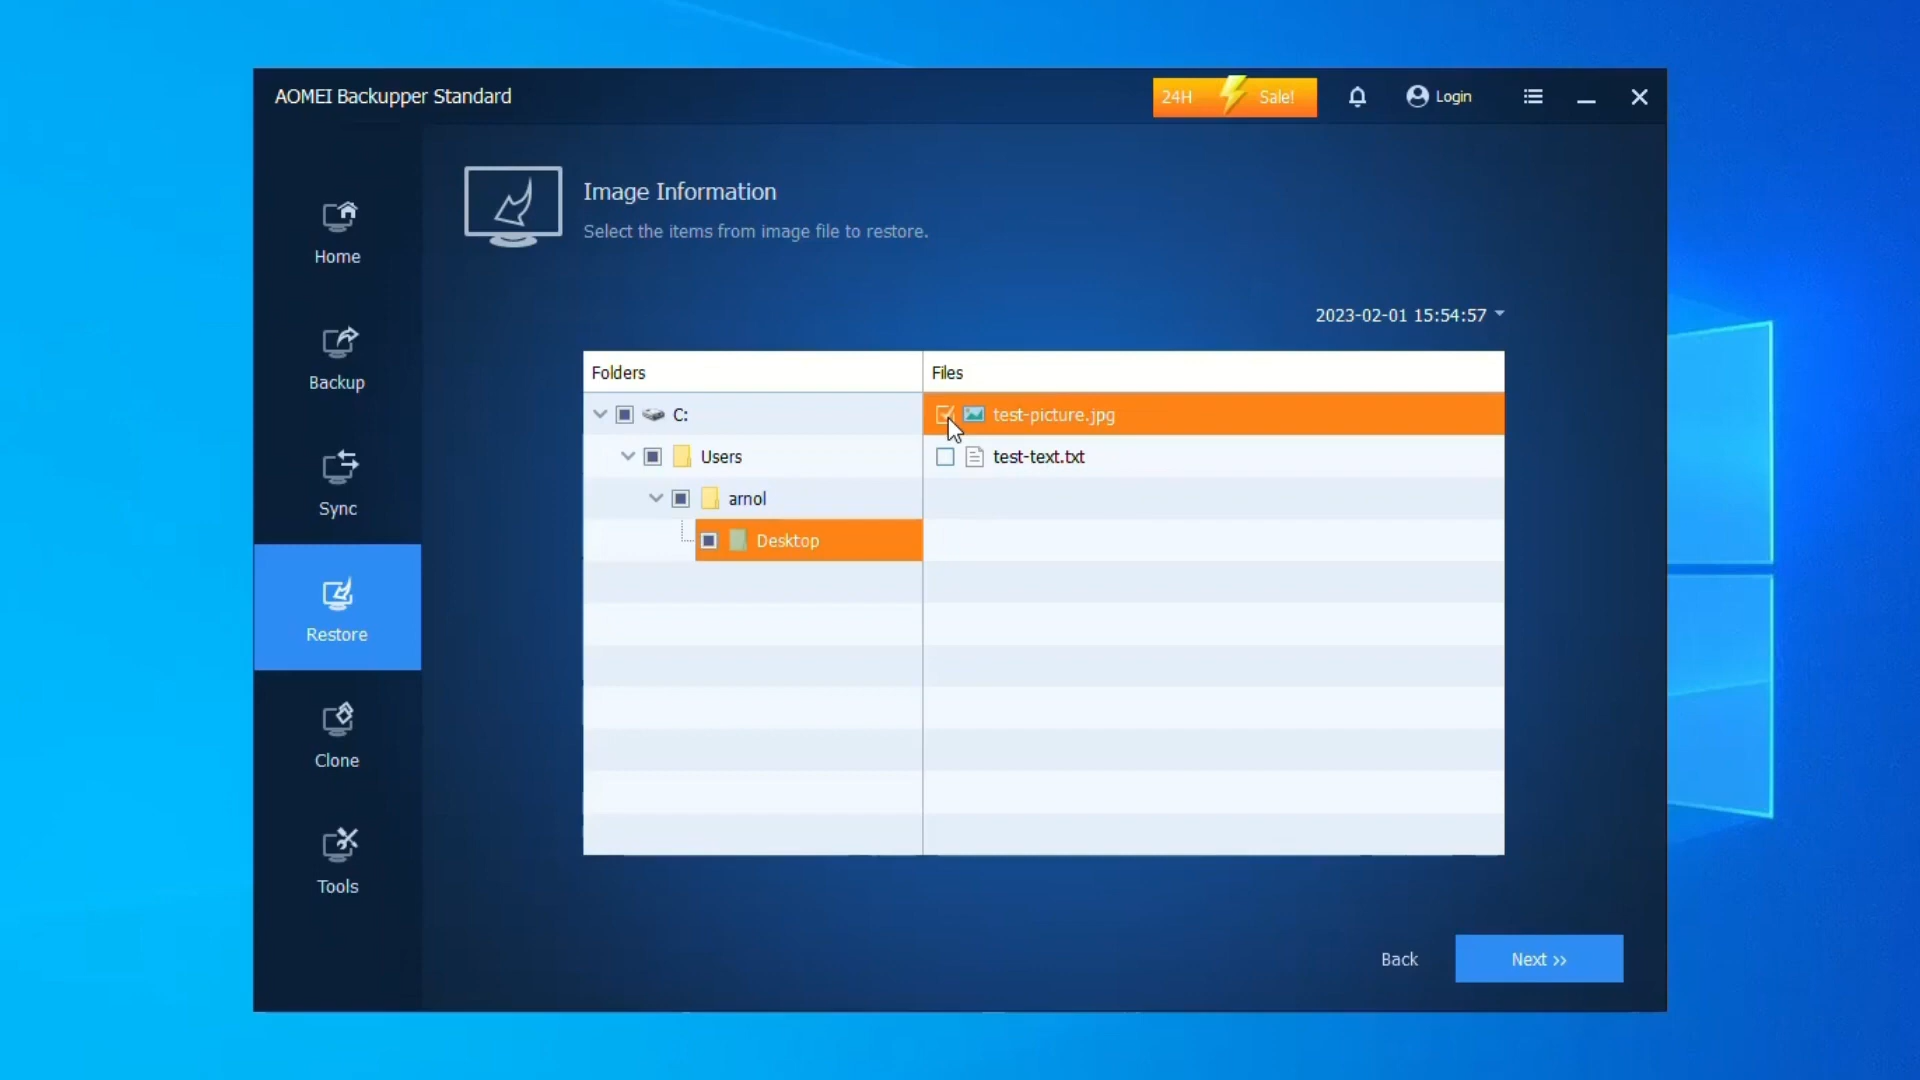 AOMEI Backupper Standard
24H Sale!
Login
Home
Backup
Sync
Restore
Clone
Tools
Image Information
Select the items from image file to restore.
2023-02-01 15:54:57
Folders
C:
Users
arnol
Desktop
Files
test-picture.jpg
test-text.txt
Back
Next >>